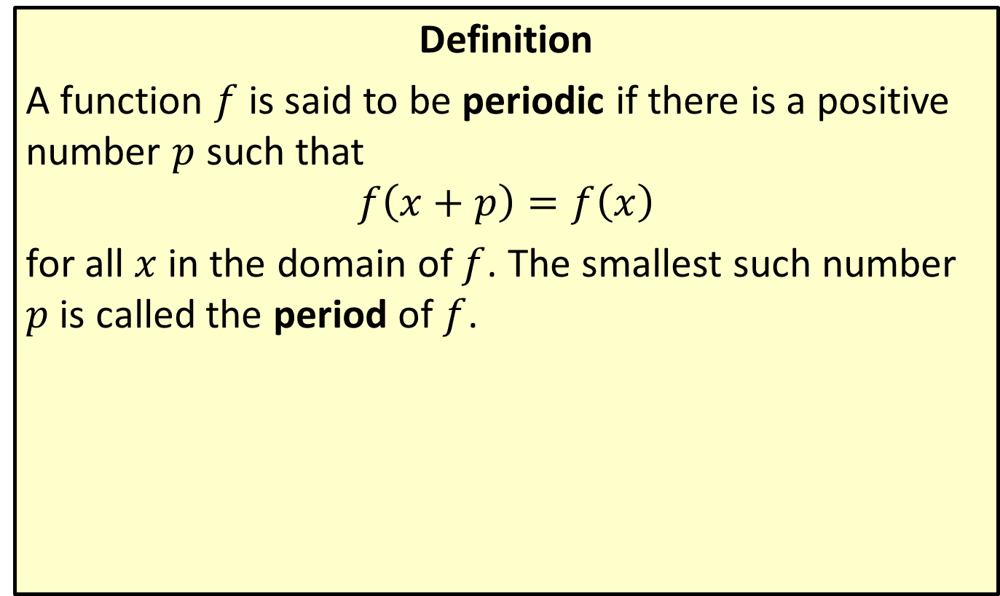 Definition
A function f is said to be periodic if there is a positive
number p such that
f(x + p) = f(x)
for all x in the domain of f. The smallest such number
p is called the period of f.